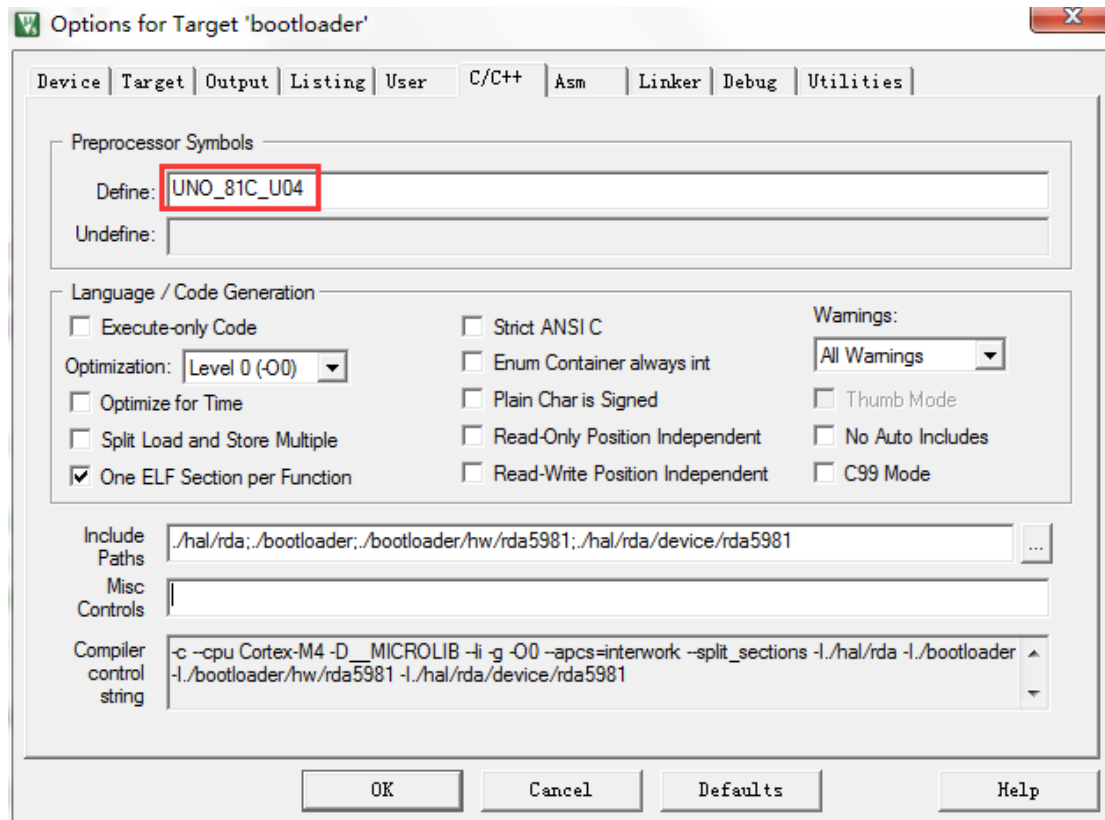 Options for Target 'bootloader'
Device Target Output Listing User C/C++ Asm Linker Debug Utilities
Preprocessor Symbols
Define: UNO_81C_U04
Undefine:
Language / Code Generation
Execute-only Code
Optimization: Level 0 (-O0)
Optimize for Time
Split Load and Store Multiple
One ELF Section per Function
Strict ANSI C
Enum Container always int
Plain Char is Signed
Read-Only Position Independent
Read-Write Position Independent
Warnings:
All Warnings
Thumb Mode
No Auto Includes
C99 Mode
Include
Paths
./hal/rda;./bootloader;./bootloader/hw/rda5981;./hal/rda/device/rda5981
...
Misc
Controls
Compiler
control
string
-c --cpu Cortex-M4 -D__MICROLIB --li -g -O0 --apcs=interwork --split_sections -I./hal/rda -I./bootloader
-I./bootloader/hw/rda5981 -I./hal/rda/device/rda5981
OK Cancel Defaults Help